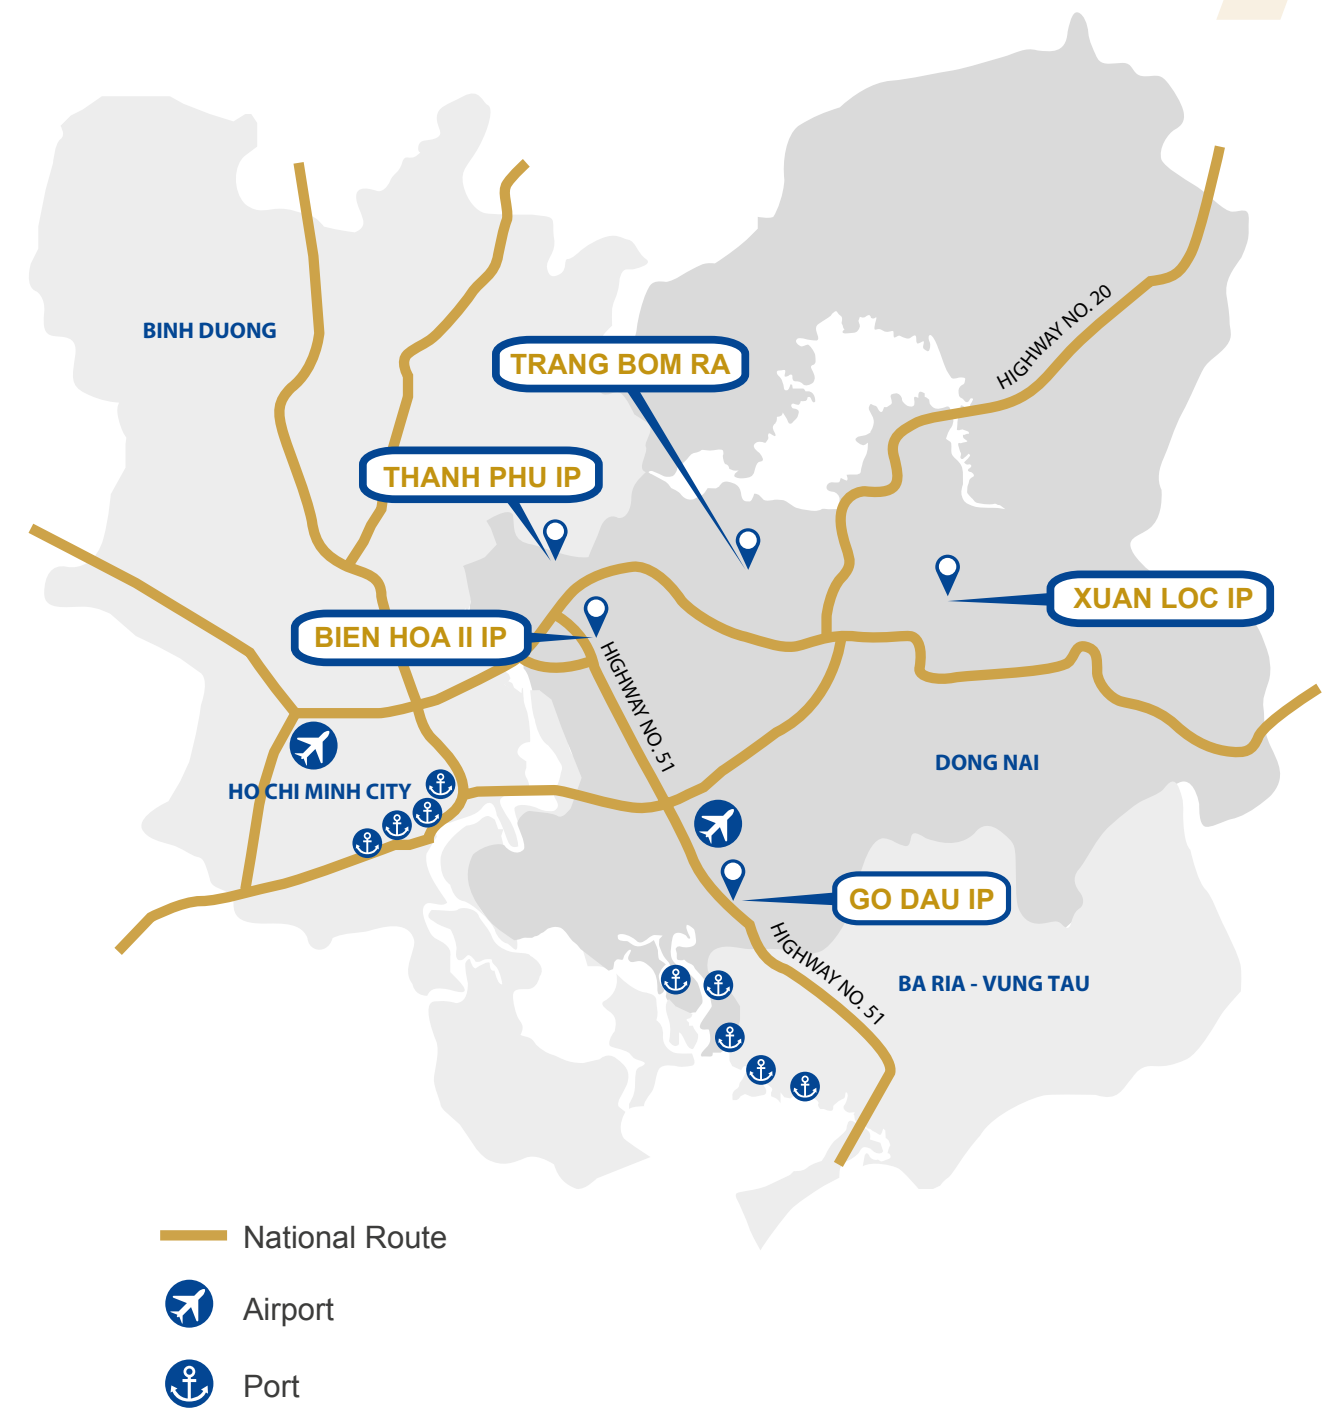 HIGHWAY NO. 20
BINH DUONG
TRANG BOM RA
THANH PHU IP
XUAN LOC IP
BIEN HOA II IP
HIGHWAY NO. 51
DONG NAI
HO CHI MINH CITY
GO DAU IP
HIGHWAY NO. 51
BA RIA - VUNG TAU
National Route
Airport
Port